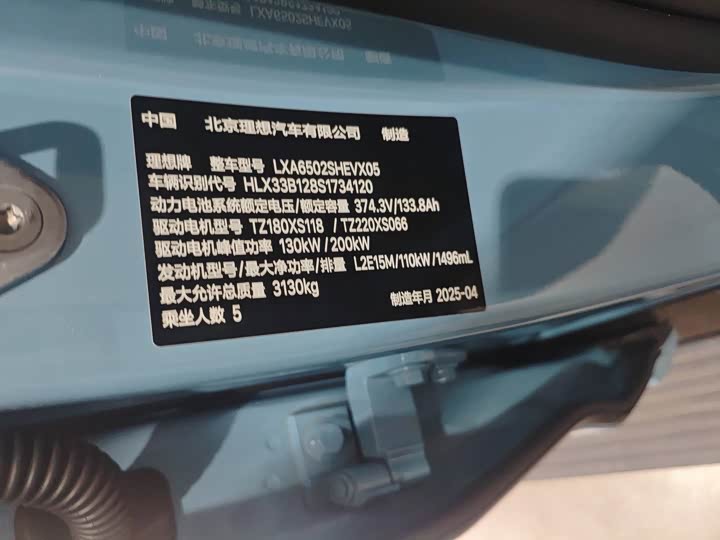 中国 北京理想汽车有限公司 制造
理想牌 整车型号 LXA6502SHEVX05
车辆识别代号 HLX33B128S1734120
动力电池系统额定电压/额定容量 374.3V/133.8Ah
驱动电机型号 TZ180XS118 / TZ220XS066
驱动电机峰值功率 130kW /200kW
发动机型号/最大净功率/排量 L2E15M/110kW/1496mL
最大允许总质量 3130kg 制造年月 2025-04
乘坐人数 5